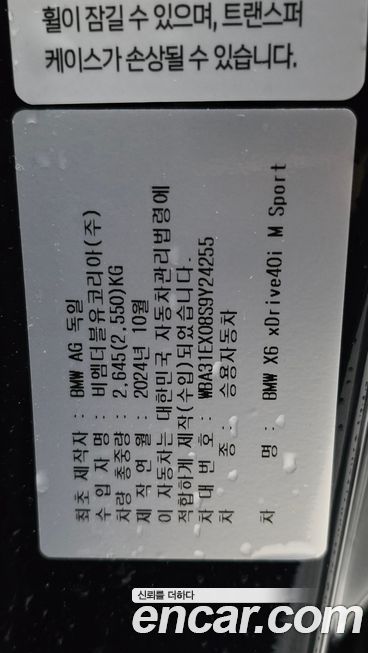 휠이 잠길 수 있으며, 트랜스퍼
케이스가 손상될 수 있습니다.
최초 제작자 : BMW AG 독일
수 입 자 명 : 비엠더블유코리아(주)
차량 총중량 : 2,645(2,550)KG
제 작 연 월 : 2024년 10월
이 자동차는 대한민국 자동차관리법령에
적합하게 제작(수입)되었습니다.
차 대 번 호 : WBA31EX08S9Y24255
차 종 : 승용자동차
차 명 : BMW X6 xDrive40i M Sport
신뢰를 더하다
encar.com